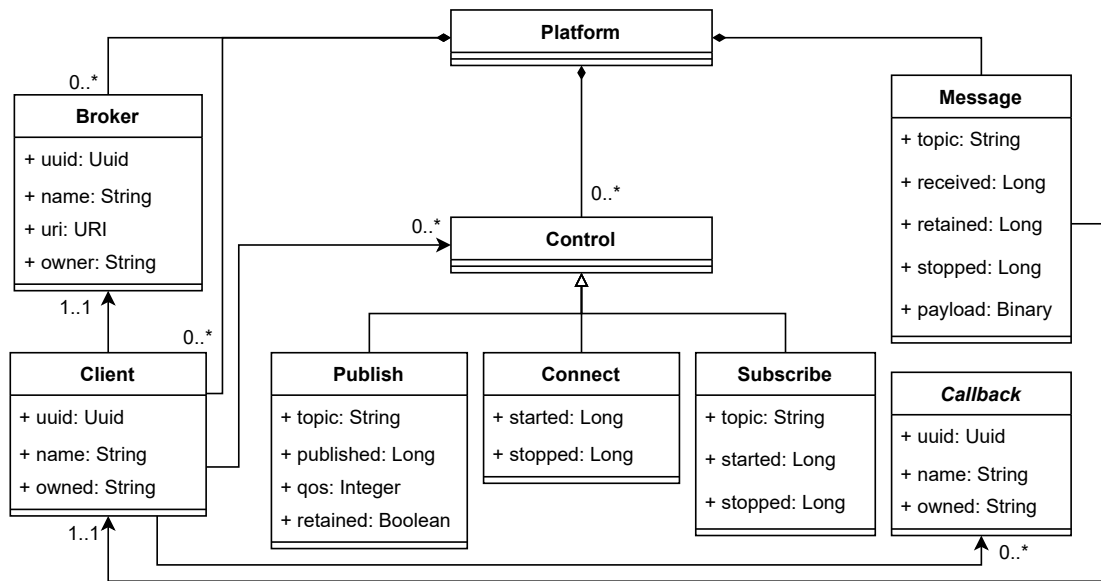 Platform
0..*
Broker
+ uuid: Uuid
+ name: String
+ uri: URI
+ owner: String
1..1
Message
+ topic: String
+ received: Long
+ retained: Long
+ stopped: Long
+ payload: Binary
0..*
0..*
Control
0..*
Client
+ uuid: Uuid
+ name: String
+ owned: String
1..1
Publish
+ topic: String
+ published: Long
+ qos: Integer
+ retained: Boolean
Connect
+ started: Long
+ stopped: Long
Subscribe
+ topic: String
+ started: Long
+ stopped: Long
Callback
+ uuid: Uuid
+ name: String
+ owned: String
0..*